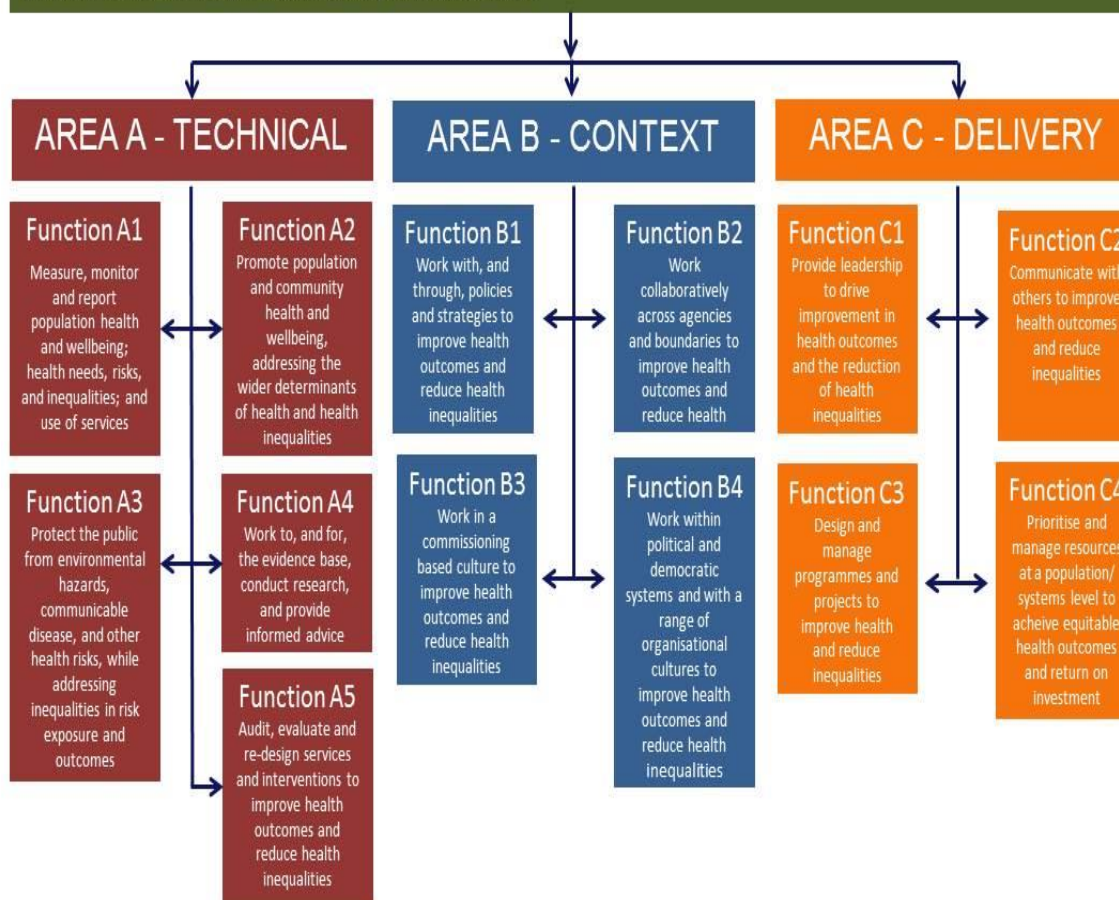 AREA A - TECHNICAL
AREA B - CONTEXT
AREA C - DELIVERY
Function A1
Measure, monitor
and report
population health
and wellbeing;
health needs, risks,
and inequalities; and
use of services
Function A2
Promote population
and community
health and
wellbeing,
addressing the
wider determinants
of health and health
inequalities
Function A3
Protect the public
from environmental
hazards,
communicable
disease, and other
health risks, while
addressing
inequalities in risk
exposure and
outcomes
Function A4
Work to, and for,
the evidence base,
conduct research,
and provide
informed advice
Function A5
Audit, evaluate and
re-design services
and interventions to
improve health
outcomes and
reduce health
inequalities
Function B1
Work with, and
through, policies
and strategies to
improve health
outcomes and
reduce health
inequalities
Function B2
Work
collaboratively
across agencies
and boundaries to
improve health
outcomes and
reduce health
Function B3
Work in a
commissioning
based culture to
improve health
outcomes and
reduce health
inequalities
Function B4
Work within
political and
democratic
systems and with a
range of
organisational
cultures to
improve health
outcomes and
reduce health
inequalities
Function C1
Provide leadership
to drive
improvement in
health outcomes
and the reduction
of health
inequalities
Function C2
Communicate with
others to improve
health outcomes
and reduce
inequalities
Function C3
Design and
manage
programmes and
projects to
improve health
and reduce
inequalities
Function C4
Prioritise and
manage resources
at a population/
systems level to
acheive equitable
health outcomes
and return on
investment